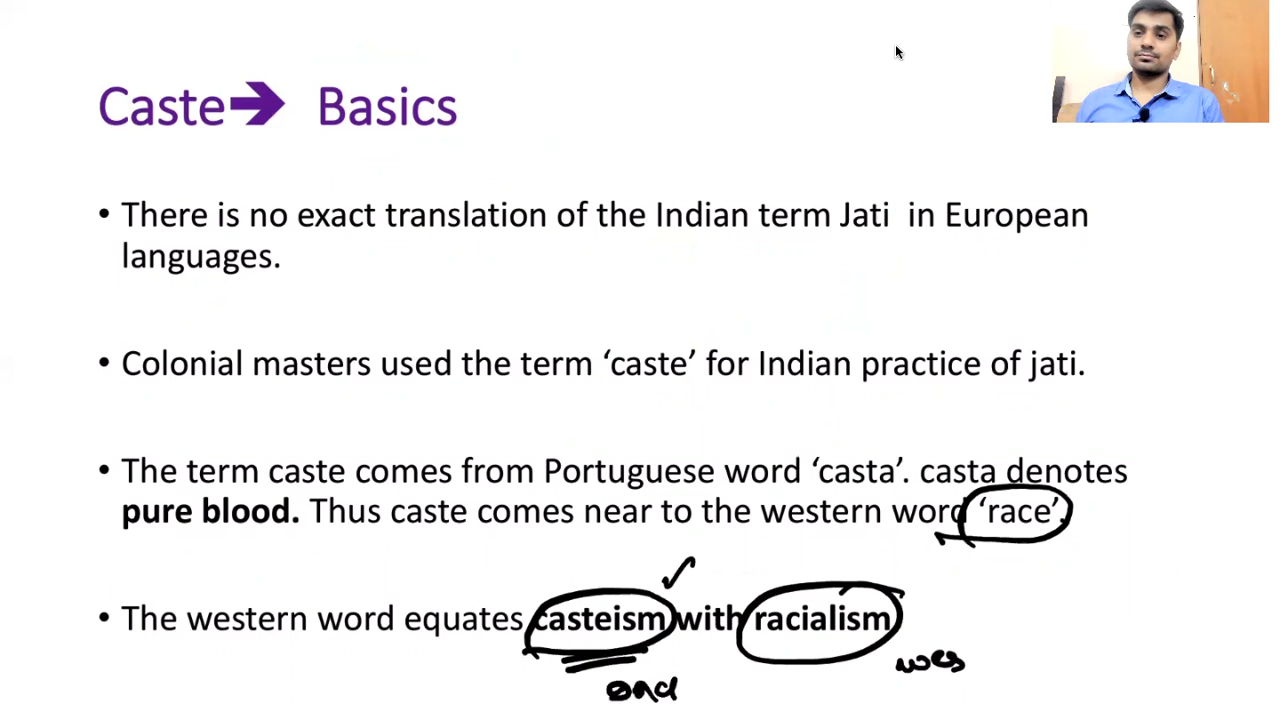 Caste➔ Basics
• There is no exact translation of the Indian term Jati in European
languages.
• Colonial masters used the term ‘caste’ for Indian practice of jati.
• The term caste comes from Portuguese word ‘casta’. casta denotes
pure blood. Thus caste comes near to the western word ‘race’.
• The western word equates casteism with racialism